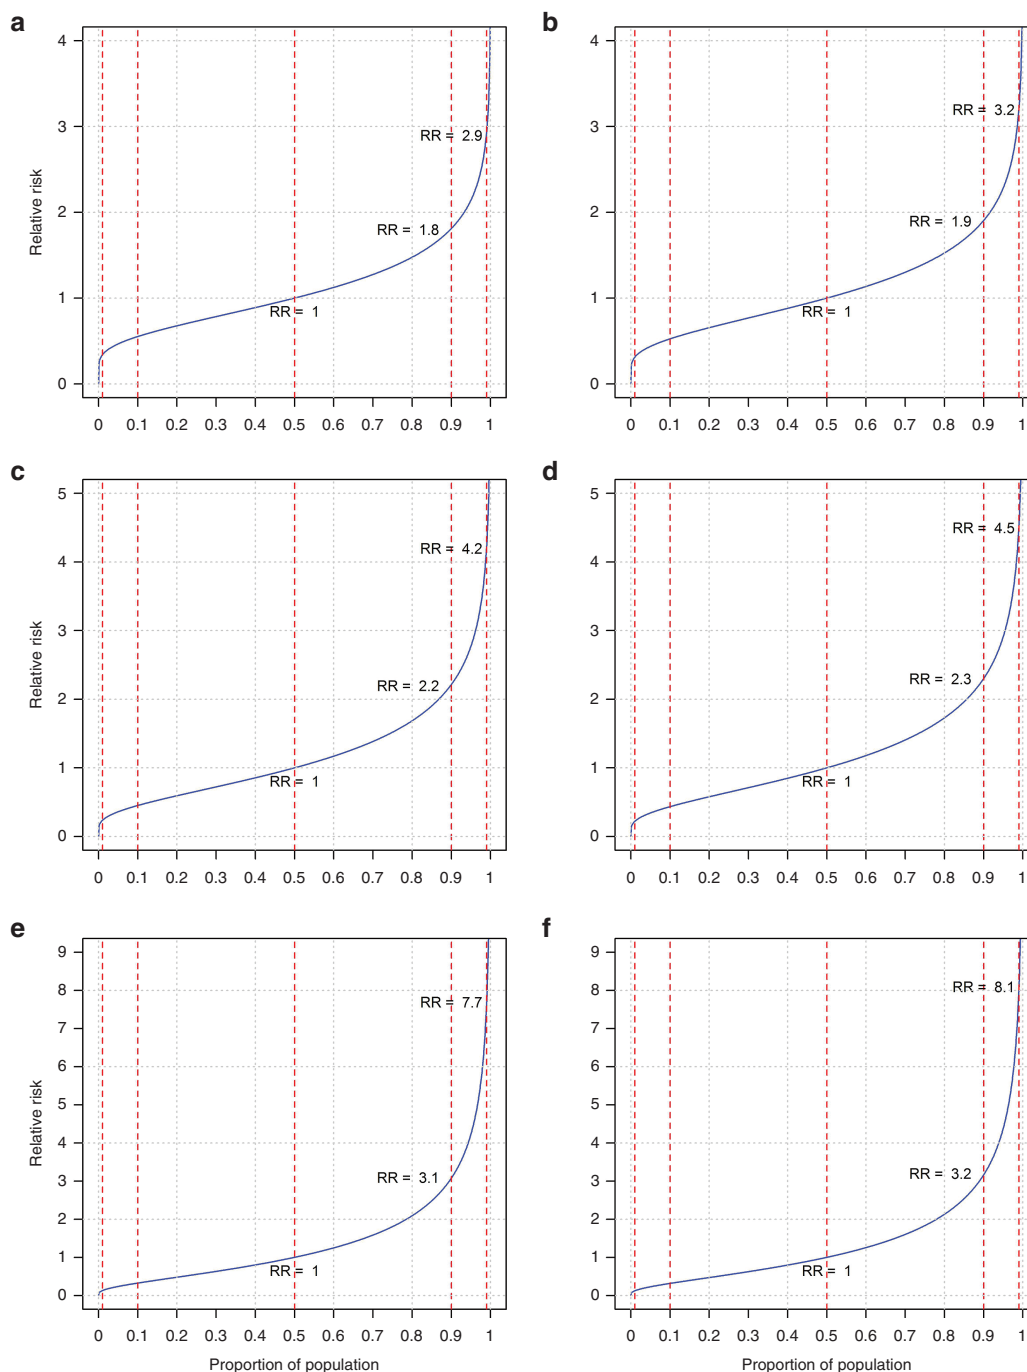 a
4
3
2
1
0
Relative risk
RR = 2.9
RR = 1.8
RR = 1
0 0.1 0.2 0.3 0.4 0.5 0.6 0.7 0.8 0.9 1
b
4
3
2
1
0
RR = 3.2
RR = 1.9
RR = 1
0 0.1 0.2 0.3 0.4 0.5 0.6 0.7 0.8 0.9 1
c
5
4
3
2
1
0
Relative risk
RR = 4.2
RR = 2.2
RR = 1
0 0.1 0.2 0.3 0.4 0.5 0.6 0.7 0.8 0.9 1
d
5
4
3
2
1
0
RR = 4.5
RR = 2.3
RR = 1
0 0.1 0.2 0.3 0.4 0.5 0.6 0.7 0.8 0.9 1
e
9
8
7
6
5
4
3
2
1
0
Relative risk
RR = 7.7
RR = 3.1
RR = 1
0 0.1 0.2 0.3 0.4 0.5 0.6 0.7 0.8 0.9 1
Proportion of population
f
9
8
7
6
5
4
3
2
1
0
RR = 8.1
RR = 3.2
RR = 1
0 0.1 0.2 0.3 0.4 0.5 0.6 0.7 0.8 0.9 1
Proportion of population